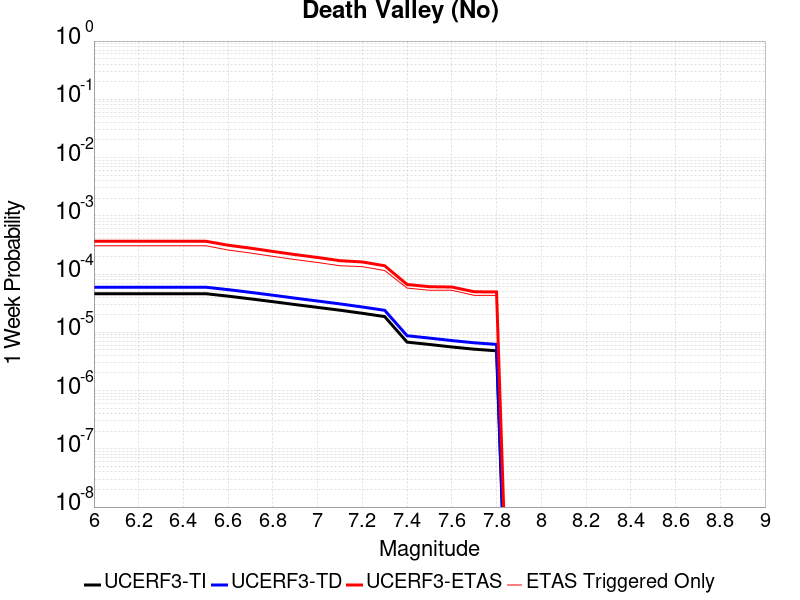 Death Valley (No)
10^0
10^-1
10^-2
10^-3
10^-4
10^-5
10^-6
10^-7
10^-8
1 Week Probability
6 6.2 6.4 6.6 6.8 7 7.2 7.4 7.6 7.8 8 8.2 8.4 8.6 8.8 9
Magnitude
UCERF3-TI UCERF3-TD UCERF3-ETAS ETAS Triggered Only